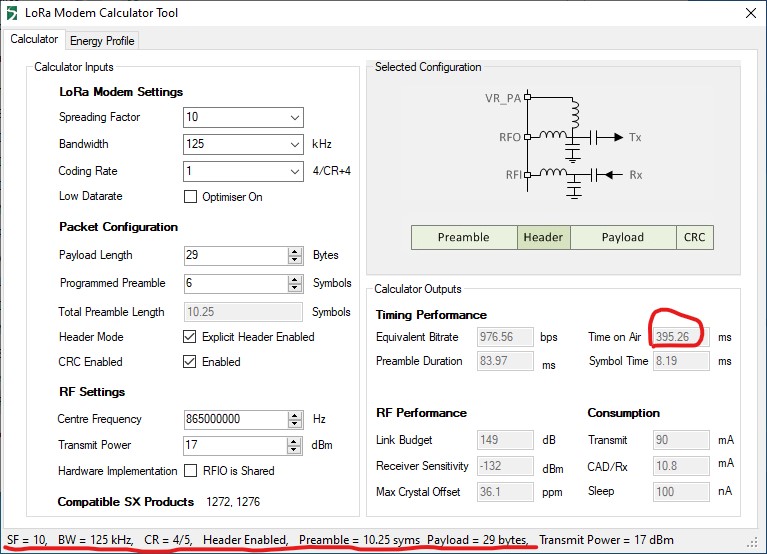 LoRa Modem Calculator Tool
Calculator Energy Profile
Calculator Inputs
LoRa Modem Settings
Spreading Factor 10
Bandwidth 125 kHz
Coding Rate 1 4/CR+4
Low Datarate Optimiser On
Packet Configuration
Payload Length 29 Bytes
Programmed Preamble 6 Symbols
Total Preamble Length 10.25 Symbols
Header Mode Explicit Header Enabled
CRC Enabled Enabled
RF Settings
Centre Frequency 865000000 Hz
Transmit Power 17 dBm
Hardware Implementation RFIO is Shared
Compatible SX Products 1272, 1276
Selected Configuration
VR_PA
RFO Tx
RFI Rx
Preamble Header Payload CRC
Calculator Outputs
Timing Performance
Equivalent Bitrate 976.56 bps Time on Air 395.26 ms
Preamble Duration 83.97 ms Symbol Time 8.19 ms
RF Performance Consumption
Link Budget 149 dB Transmit 90 mA
Receiver Sensitivity -132 dBm CAD/Rx 10.8 mA
Max Crystal Offset 36.1 ppm Sleep 100 nA
SF = 10, BW = 125 kHz, CR = 4/5, Header Enabled, Preamble = 10.25 syms Payload = 29 bytes, Transmit Power = 17 dBm